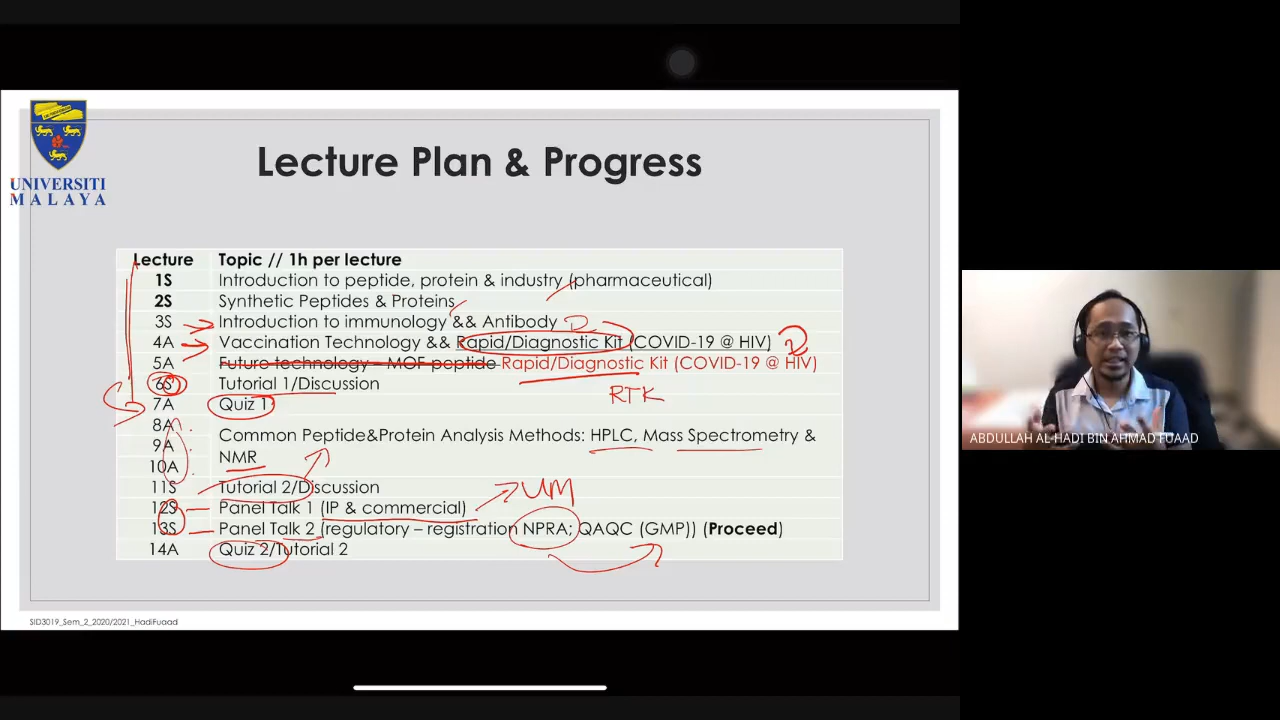 UNIVERSITI
MALAYA
Lecture Plan & Progress
Lecture Topic // 1h per lecture
1S Introduction to peptide, protein & industry (pharmaceutical)
2S Synthetic Peptides & Proteins
3S Introduction to immunology && Antibody
4A Vaccination Technology && Rapid/Diagnostic Kit (COVID-19 @ HIV)
5A Future technology - MOF peptide Rapid/Diagnostic Kit (COVID-19 @ HIV)
6S Tutorial 1/Discussion
RTK
7A Quiz 1
8A
9A Common Peptide&Protein Analysis Methods: HPLC, Mass Spectrometry &
10A NMR
11S Tutorial 2/Discussion
UM
12S Panel Talk 1 (IP & commercial)
13S Panel Talk 2 (regulatory – registration NPRA; QAQC (GMP)) (Proceed)
14A Quiz 2/Tutorial 2
SID3019_Sem_2_2020/2021_HadiFuaad
ABDULLAH AL-HADI BIN AHMAD FUAAD